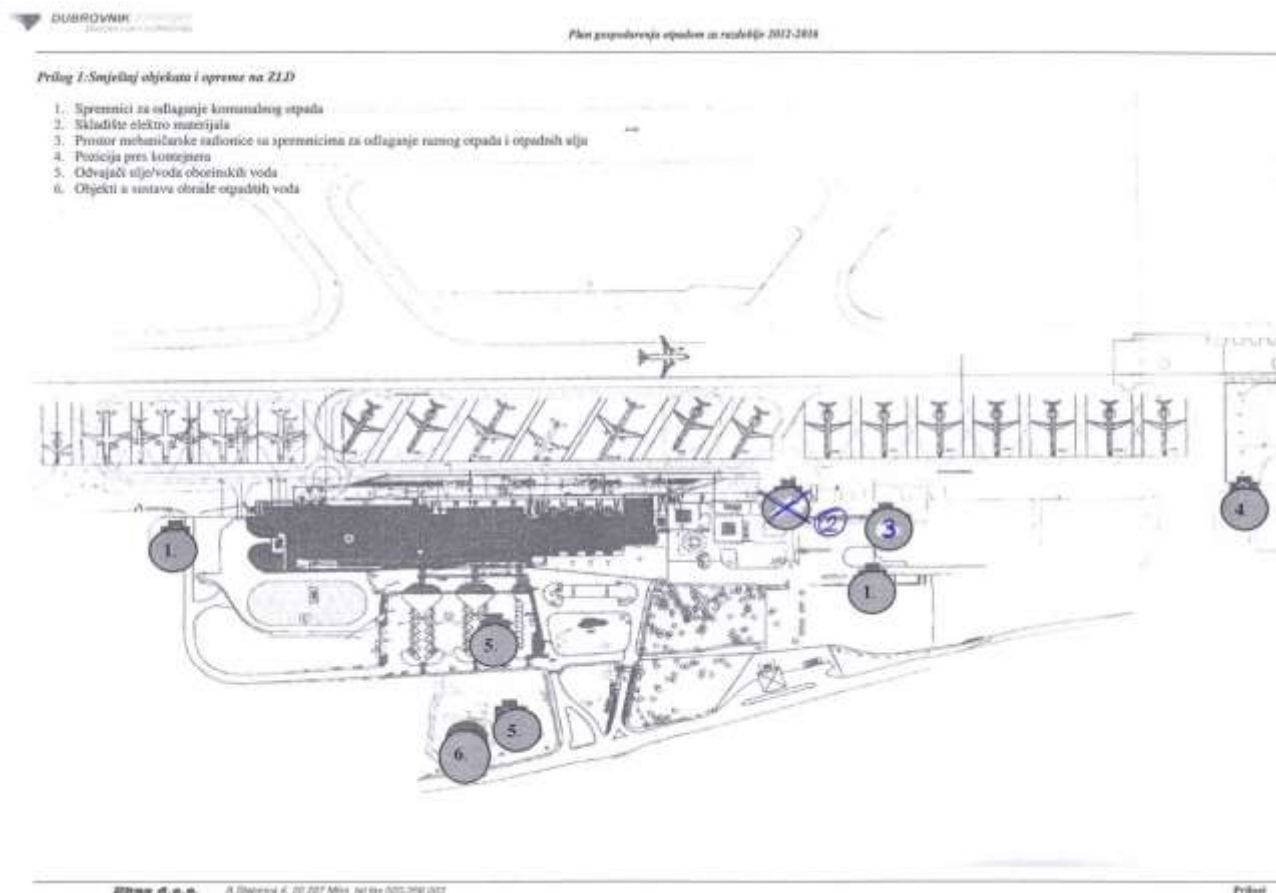 DUBROVNIK
Plan gospodarenja otpadom za razdoblje 2012-2016
Prilog 1:Smještaj objekata i opreme na ZLD
1. Spremnici za odlaganje komunalnog otpada
2. Skladište elektro materijala
3. Prostor mehaničarske radionice sa spremnicima za odlaganje raznog otpada i otpadnih ulja
4. Pozicija pres kontejnera
5. Odvajači ulje/voda oborinskih voda
6. Objekti u sustavu obrade otpadnih voda
4.
2
3
1.
1.
5.
5.
6.
d.o.o.
Prilog